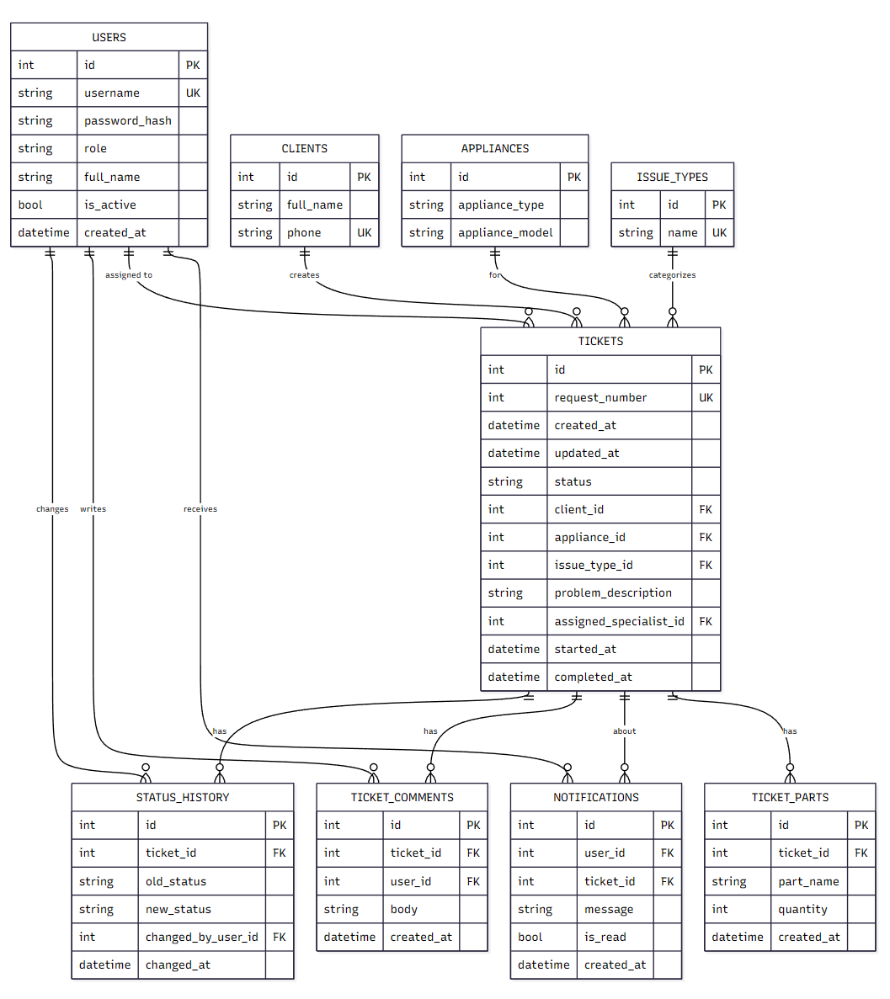 USERS
int id PK
string username UK
string password_hash
string role
string full_name
bool is_active
datetime created_at
CLIENTS
int id PK
string full_name
string phone UK
APPLIANCES
int id PK
string appliance_type
string appliance_model
ISSUE_TYPES
int id PK
string name UK
assigned to
creates
for
categorizes
TICKETS
int id PK
int request_number UK
datetime created_at
datetime updated_at
string status
int client_id FK
int appliance_id FK
int issue_type_id FK
string problem_description
int assigned_specialist_id FK
datetime started_at
datetime completed_at
changes
writes
receives
has
has
about
has
STATUS_HISTORY
int id PK
int ticket_id FK
string old_status
string new_status
int changed_by_user_id FK
datetime changed_at
TICKET_COMMENTS
int id PK
int ticket_id FK
int user_id FK
string body
datetime created_at
NOTIFICATIONS
int id PK
int user_id FK
int ticket_id FK
string message
bool is_read
datetime created_at
TICKET_PARTS
int id PK
int ticket_id FK
string part_name
int quantity
datetime created_at